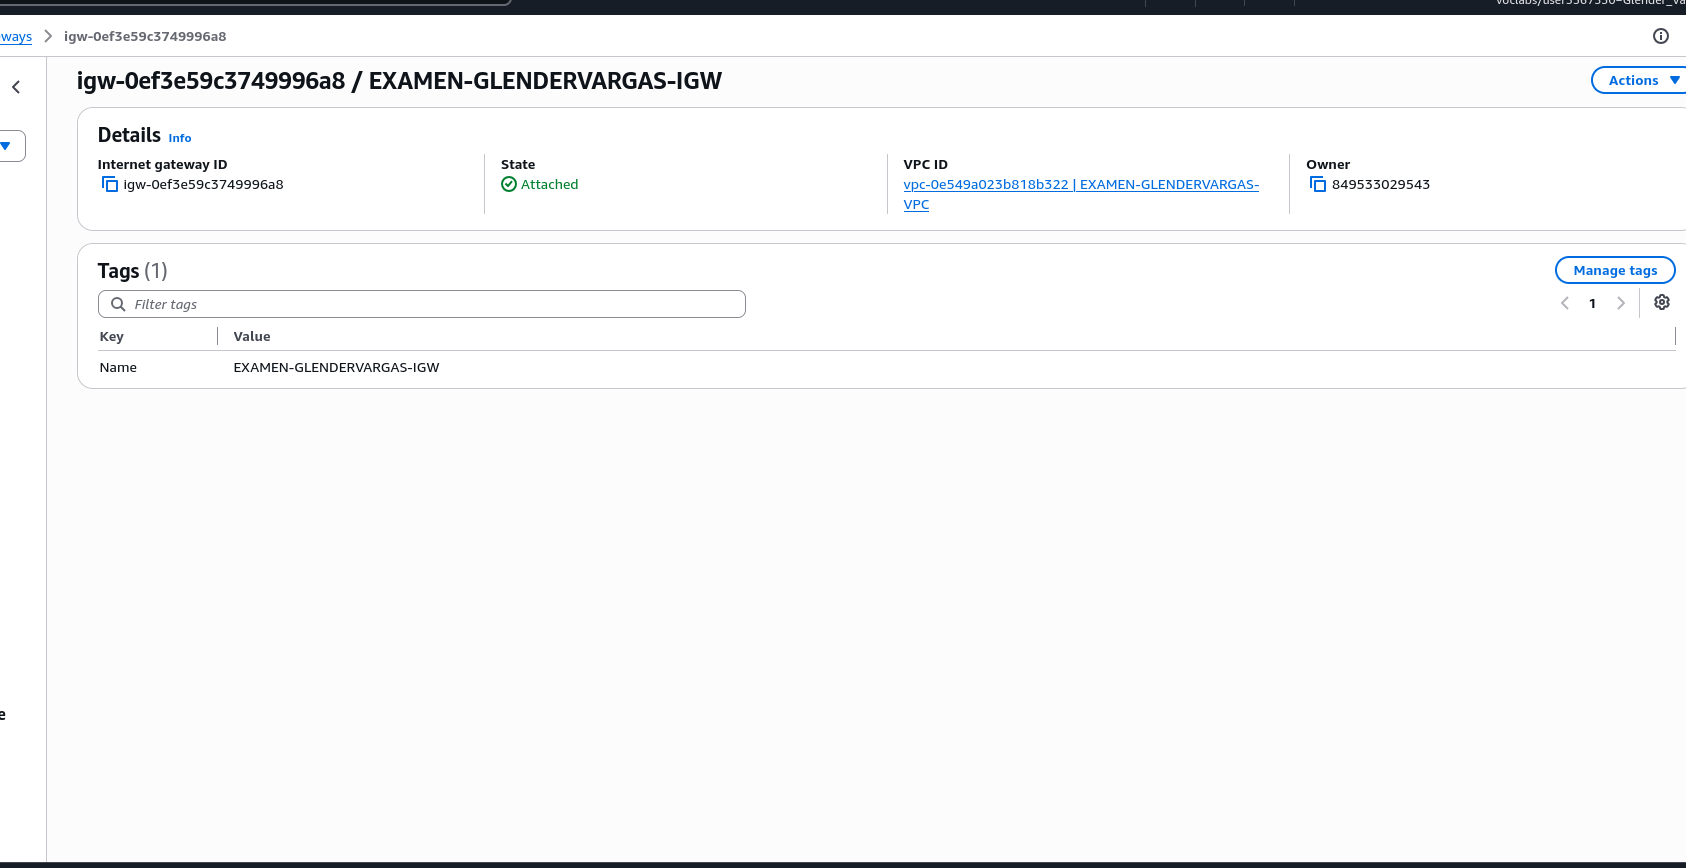 ways > igw-0ef3e59c3749996a8
igw-0ef3e59c3749996a8 / EXAMEN-GLENDERVARGAS-IGW
Actions
Details Info
Internet gateway ID
igw-0ef3e59c3749996a8
State
Attached
VPC ID
vpc-0e549a023b818b322 | EXAMEN-GLENDERVARGAS-
VPC
Owner
849533029543
Tags (1)
Manage tags
Filter tags
1
Key Value
Name EXAMEN-GLENDERVARGAS-IGW
e